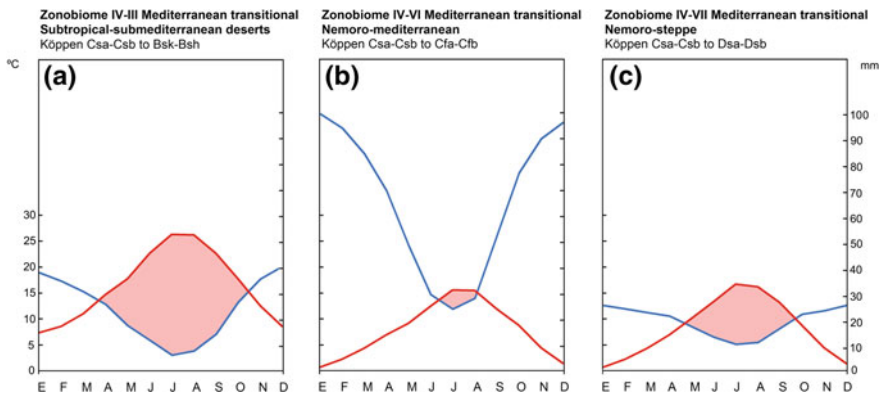 Zonobiome IV-III Mediterranean transitional
Subtropical-submediterranean deserts
Köppen Csa-Csb to Bsk-Bsh
Zonobiome IV-VI Mediterranean transitional
Nemoro-mediterranean
Köppen Csa-Csb to Cfa-Cfb
Zonobiome IV-VII Mediterranean transitional
Nemoro-steppe
Köppen Csa-Csb to Dsa-Dsb
ºC
mm
(a)
(b)
(c)
30
25
20
15
10
5
0
100
90
80
70
60
50
40
30
20
10
E F M A M J J A S O N D
E F M A M J J A S O N D
E F M A M J J A S O N D